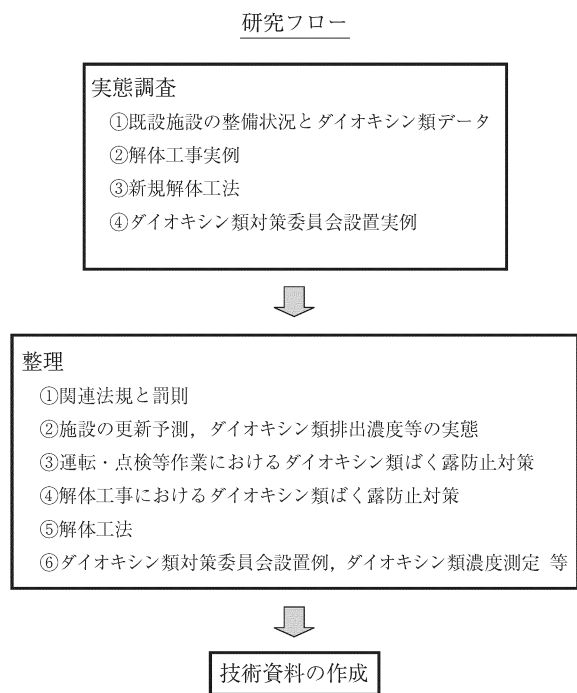 研究フロー
実態調査
①既設施設の整備状況とダイオキシン類データ
②解体工事実例
③新規解体工法
④ダイオキシン類対策委員会設置実例
整理
①関連法規と罰則
②施設の更新予測，ダイオキシン類排出濃度等の実態
③運転・点検等作業におけるダイオキシン類ばく露防止対策
④解体工事におけるダイオキシン類ばく露防止対策
⑤解体工法
⑥ダイオキシン類対策委員会設置例，ダイオキシン類濃度測定 等
技術資料の作成